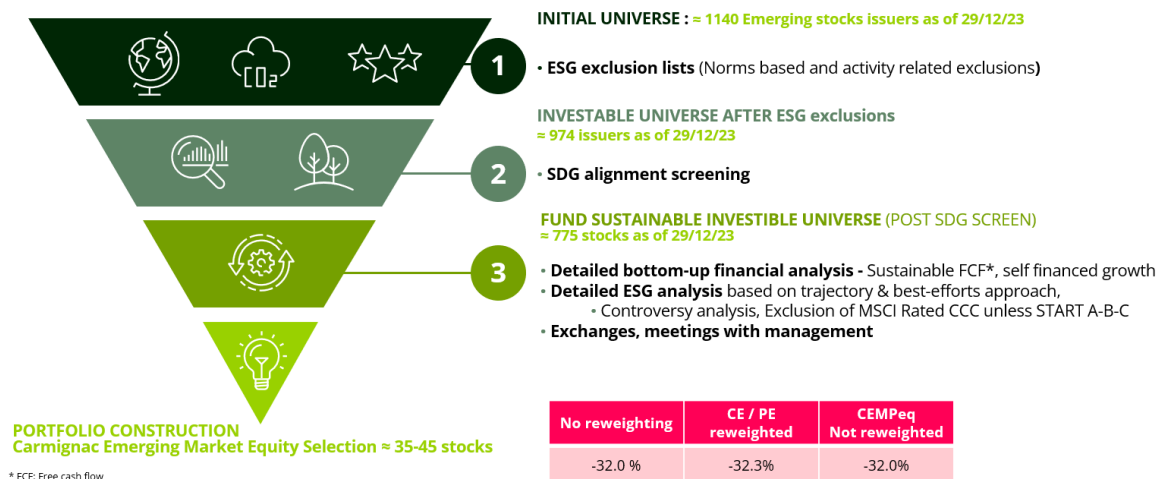 INITIAL UNIVERSE : ≈ 1140 Emerging stocks issuers as of 29/12/23
CO2
1
• ESG exclusion lists (Norms based and activity related exclusions)
INVESTABLE UNIVERSE AFTER ESG exclusions
≈ 974 issuers as of 29/12/23
2
• SDG alignment screening
FUND SUSTAINABLE INVESTIBLE UNIVERSE (POST SDG SCREEN)
≈ 775 stocks as of 29/12/23
3
• Detailed bottom-up financial analysis - Sustainable FCF*, self financed growth
• Detailed ESG analysis based on trajectory & best-efforts approach,
• Controversy analysis, Exclusion of MSCI Rated CCC unless START A-B-C
• Exchanges, meetings with management
PORTFOLIO CONSTRUCTION
Carmignac Emerging Market Equity Selection ≈ 35-45 stocks
No reweighting
CE / PE
reweighted
CEMPeq
Not reweighted
-32.0 %
-32.3%
-32.0%
* FCF: Free cash flow